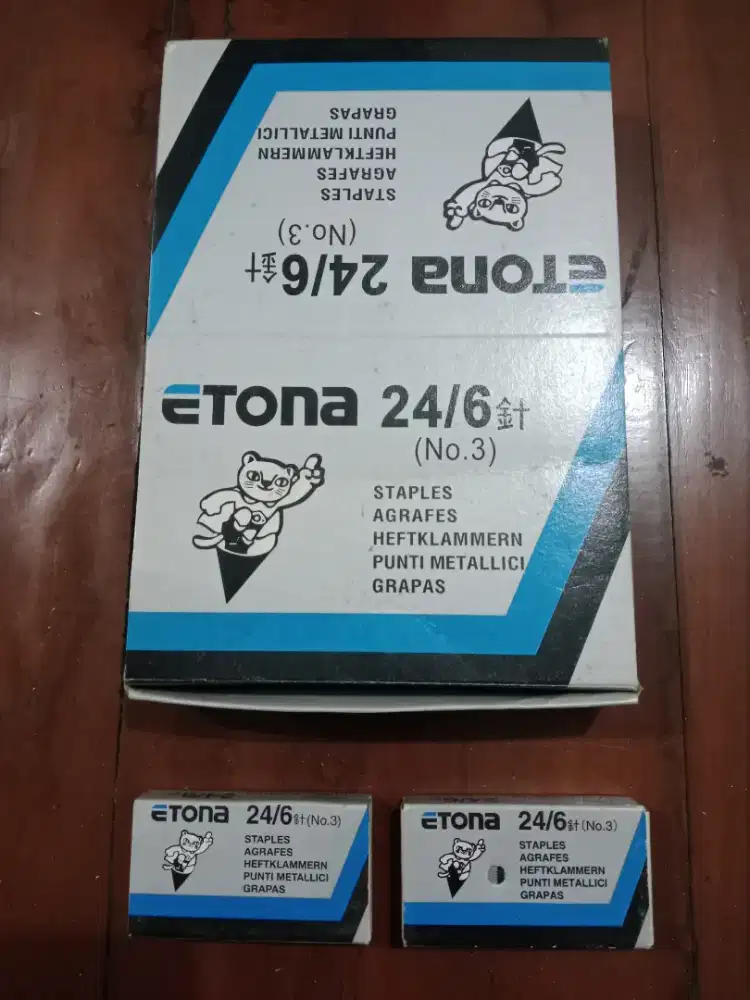 GRAPAS
PUNTI METALLICI
HEFTKLAMMERN
AGRAFES
STAPLES
(No.3)
ETONA 24/6針
ETONA 24/6針
(No.3)
STAPLES
AGRAFES
HEFTKLAMMERN
PUNTI METALLICI
GRAPAS
ETONA 24/6針(No.3)
STAPLES
AGRAFES
HEFTKLAMMERN
PUNTI METALLICI
GRAPAS
ETONA 24/6針(No.3)
STAPLES
AGRAFES
HEFTKLAMMERN
PUNTI METALLICI
GRAPAS